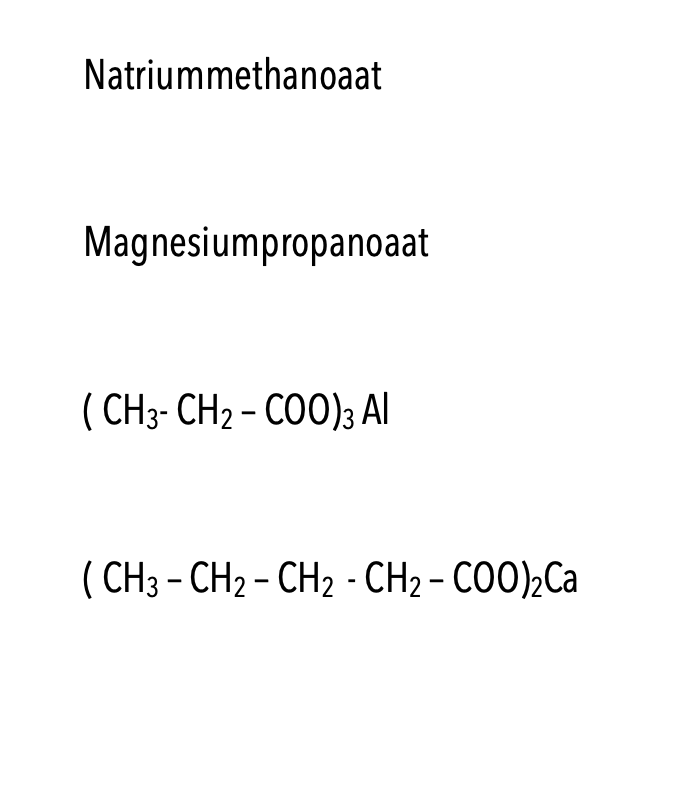 Natriummethanoaat
Magnesiumpropanoaat
( CH₃- CH₂ – COO)₃ Al
( CH₃ – CH₂ – CH₂ - CH₂ – COO)₂Ca